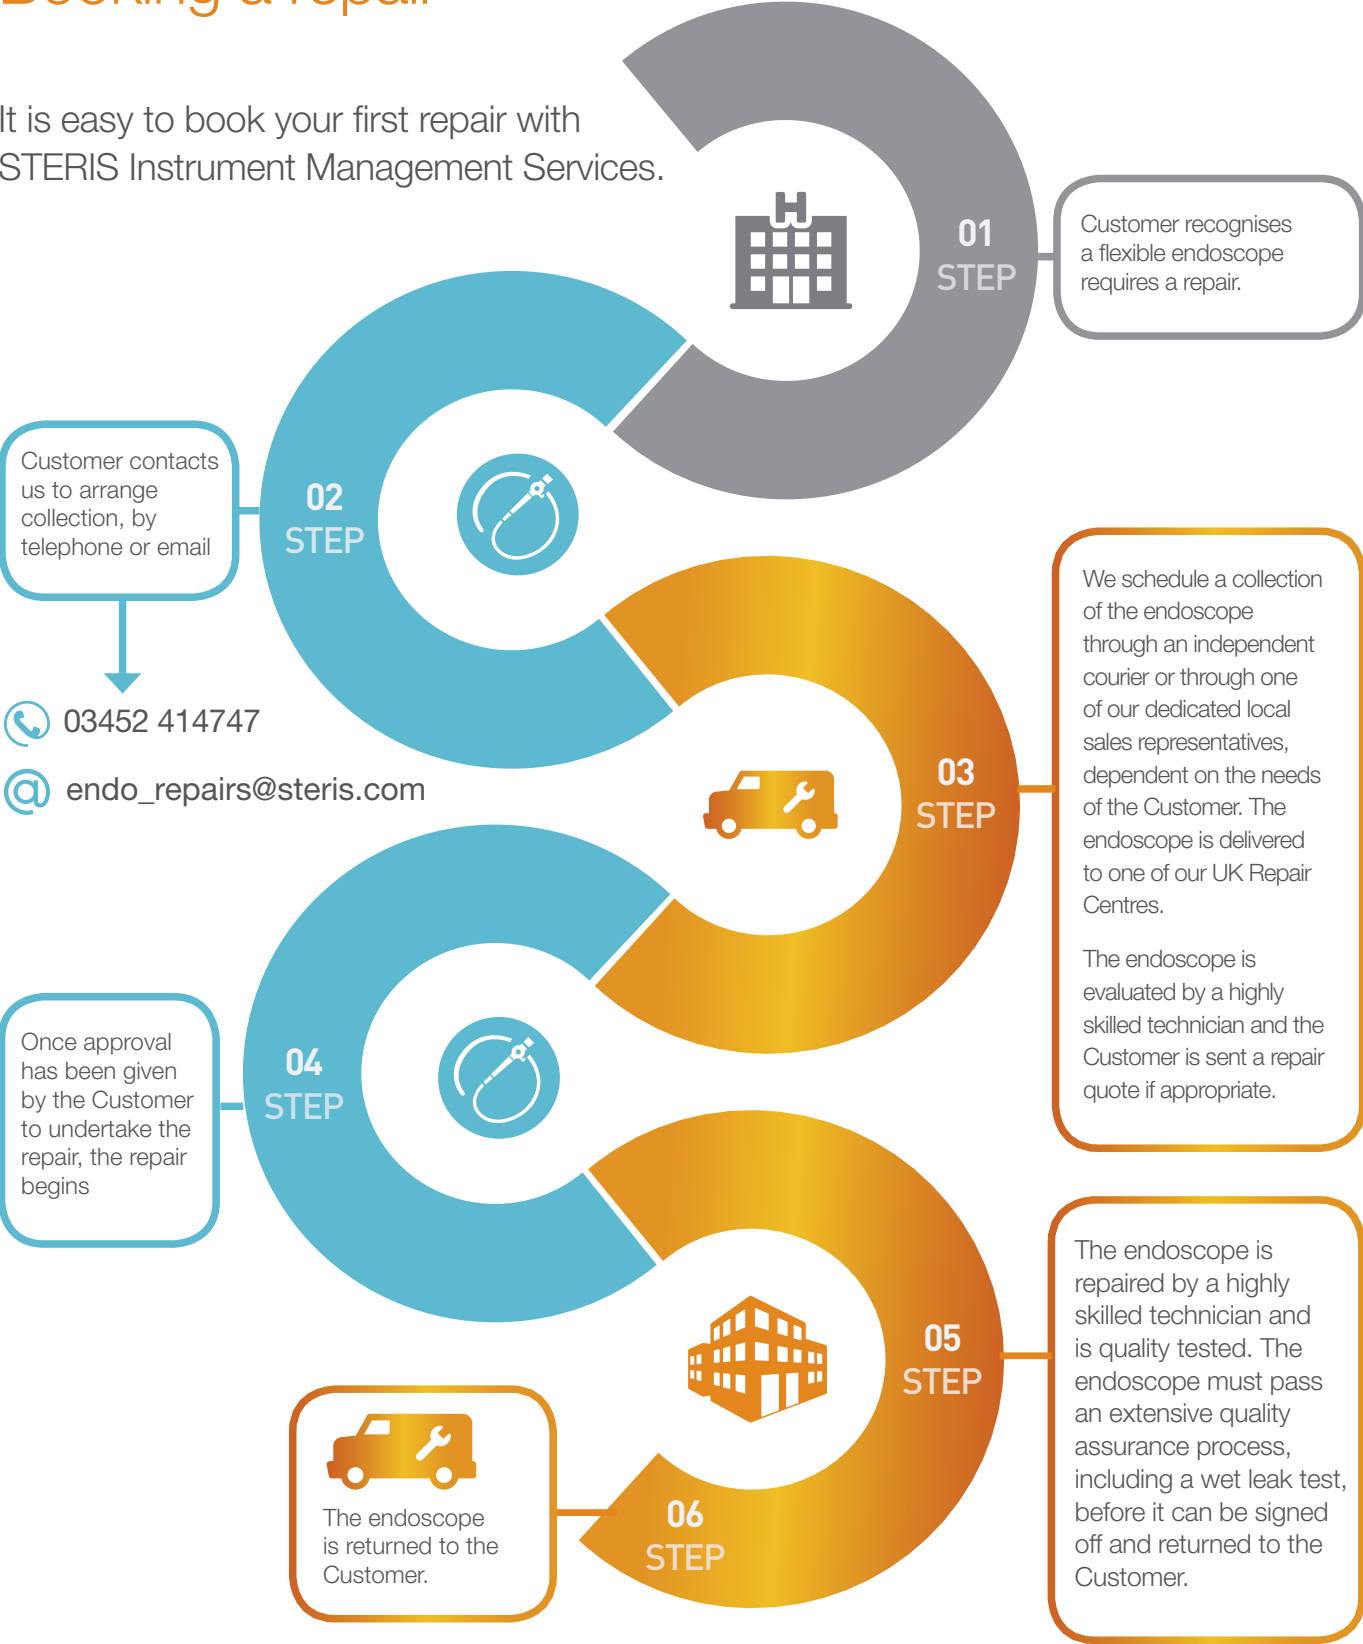 Booking a repair
It is easy to book your first repair with
STERIS Instrument Management Services.
01
STEP
Customer recognises
a flexible endoscope
requires a repair.
02
STEP
Customer contacts
us to arrange
collection, by
telephone or email
03452 414747
endo_repairs@steris.com
03
STEP
We schedule a collection
of the endoscope
through an independent
courier or through one
of our dedicated local
sales representatives,
dependent on the needs
of the Customer. The
endoscope is delivered
to one of our UK Repair
Centres.
The endoscope is
evaluated by a highly
skilled technician and the
Customer is sent a repair
quote if appropriate.
04
STEP
Once approval
has been given
by the Customer
to undertake the
repair, the repair
begins
05
STEP
The endoscope is
repaired by a highly
skilled technician and
is quality tested. The
endoscope must pass
an extensive quality
assurance process,
including a wet leak test,
before it can be signed
off and returned to the
Customer.
06
STEP
The endoscope
is returned to the
Customer.